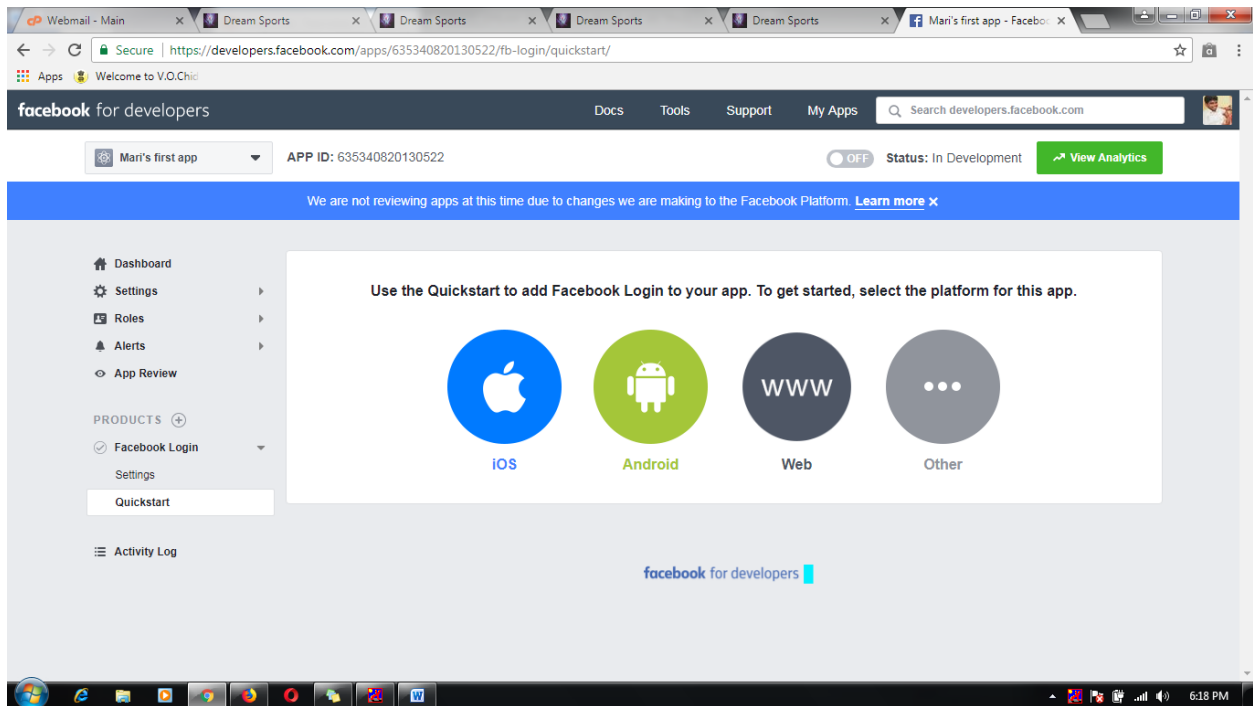 Webmail - Main
Dream Sports
Dream Sports
Dream Sports
Dream Sports
Mari's first app - Faceboo
Secure | https://developers.facebook.com/apps/635340820130522/fb-login/quickstart/
Apps
Welcome to V.O.Chid
facebook for developers
Docs
Tools
Support
My Apps
Search developers.facebook.com
Mari's first app
APP ID: 635340820130522
OFF
Status: In Development
View Analytics
We are not reviewing apps at this time due to changes we are making to the Facebook Platform. Learn more
Dashboard
Settings
Roles
Alerts
App Review
PRODUCTS
Facebook Login
Settings
Quickstart
Activity Log
Use the Quickstart to add Facebook Login to your app. To get started, select the platform for this app.
www
iOS
Android
Web
Other
facebook for developers
6:18 PM